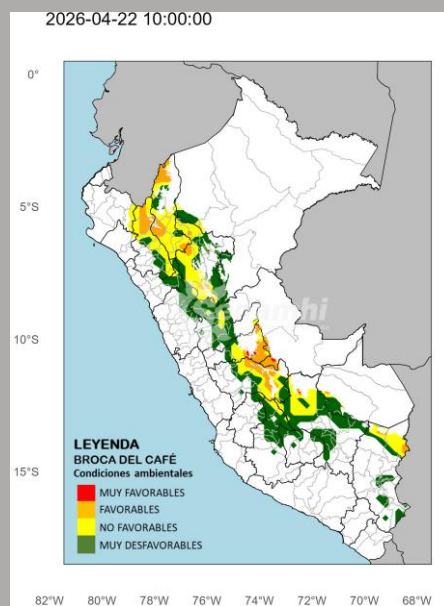 2026-04-22 10:00:00
0°
5°S
10°S
15°S
Senamhi
LEYENDA
BROCA DEL CAFÉ
Condiciones ambientales
MUY FAVORABLES
FAVORABLES
NO FAVORABLES
MUY DESFAVORABLES
82°W 80°W 78°W 76°W 74°W 72°W 70°W 68°W